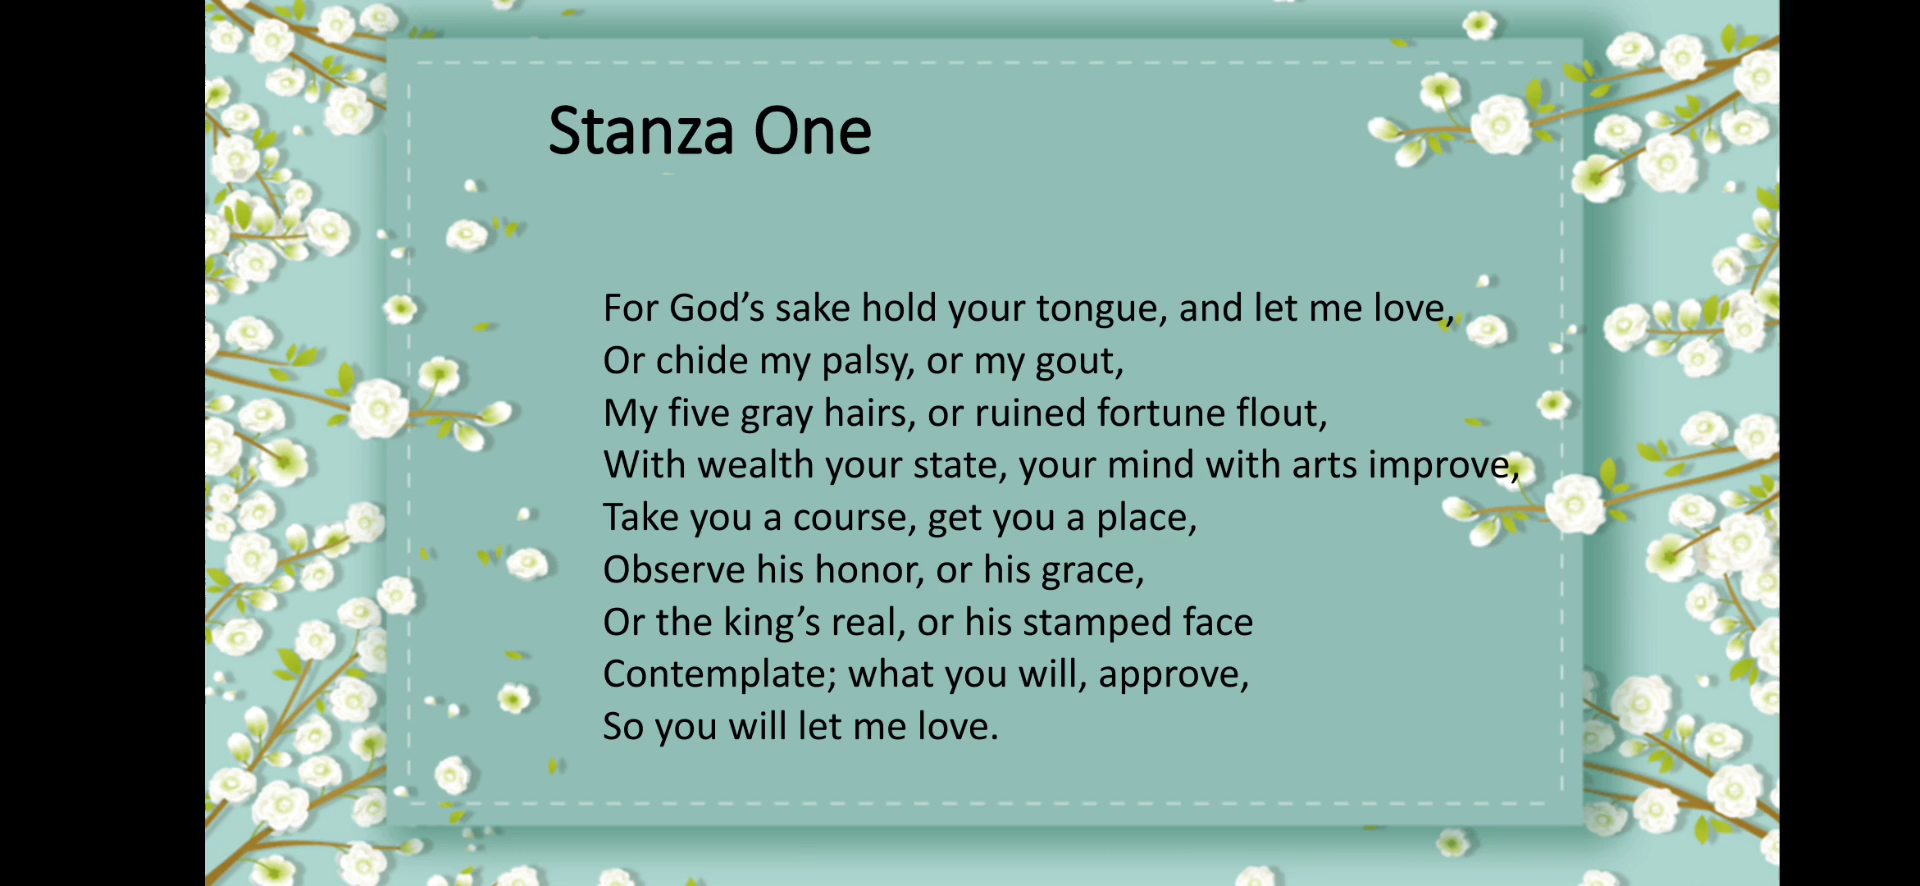 Stanza One
For God’s sake hold your tongue, and let me love,
Or chide my palsy, or my gout,
My five gray hairs, or ruined fortune flout,
With wealth your state, your mind with arts improve,
Take you a course, get you a place,
Observe his honor, or his grace,
Or the king’s real, or his stamped face
Contemplate; what you will, approve,
So you will let me love.